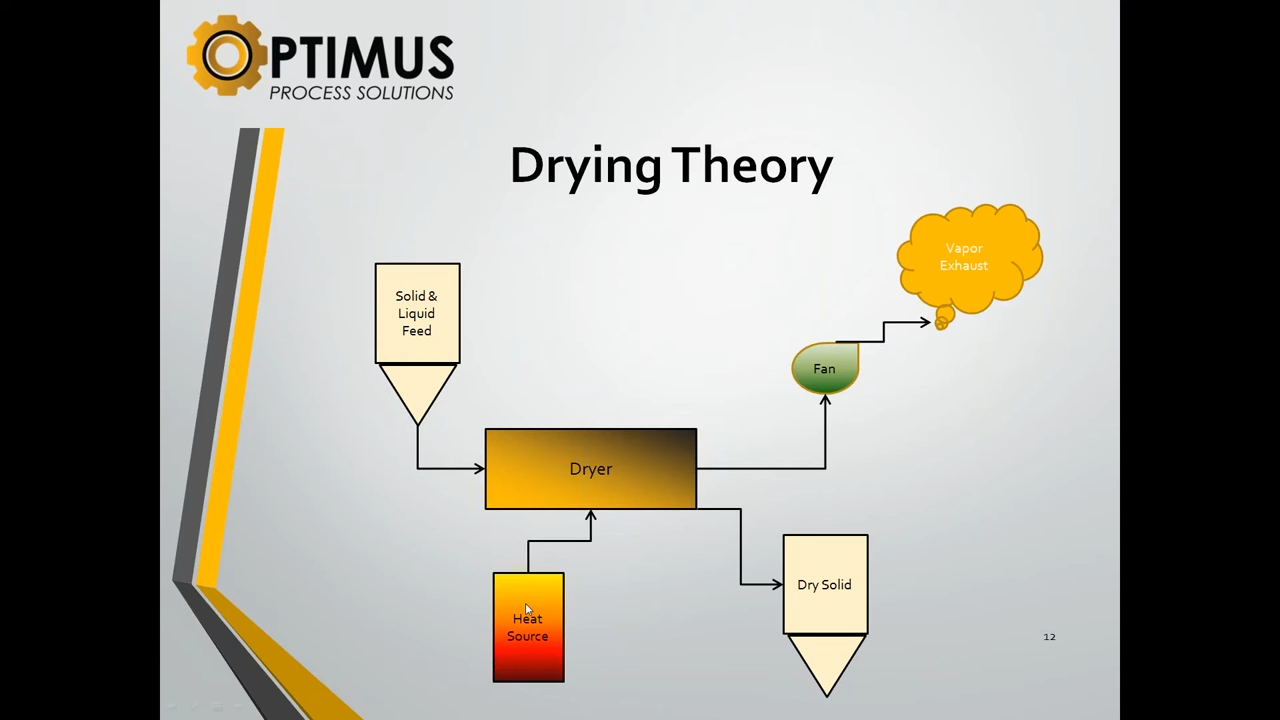 OPTIMUS
PROCESS SOLUTIONS
Drying Theory
Vapor
Exhaust
Solid &
Liquid
Feed
Fan
Dryer
Dry Solid
Heat
Source
12